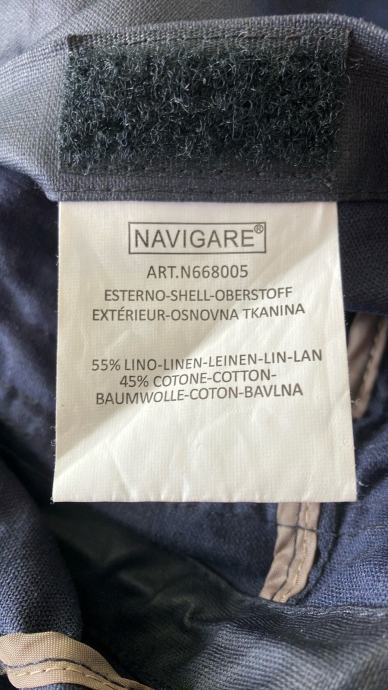 NAVIGARE®
ART.N668005
ESTERNO-SHELL-OBERSTOFF
EXTÉRIEUR-OSNOVNA TKANINA
55% LINO-LINEN-LEINEN-LIN-LAN
45% COTONE-COTTON-
BAUMWOLLE-COTON-BAVLNA